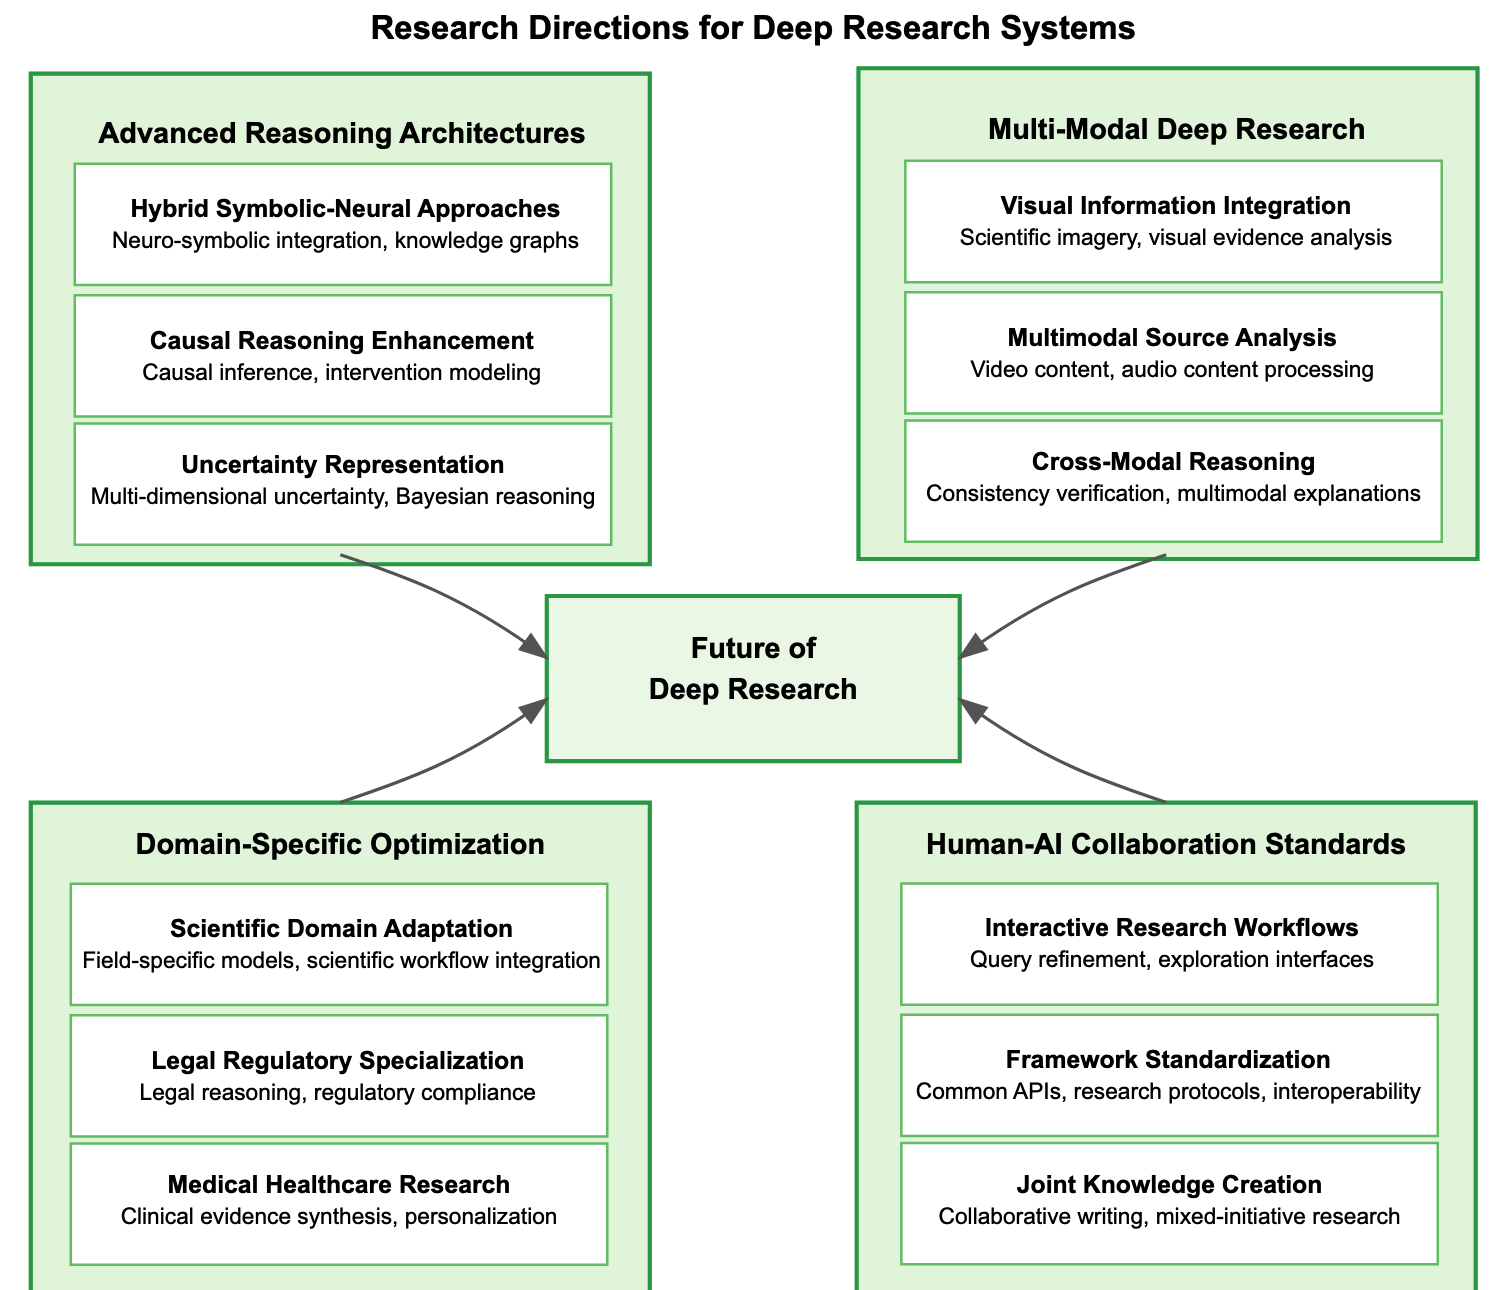 Research Directions for Deep Research Systems
Advanced Reasoning Architectures
Hybrid Symbolic-Neural Approaches
Neuro-symbolic integration, knowledge graphs
Causal Reasoning Enhancement
Causal inference, intervention modeling
Uncertainty Representation
Multi-dimensional uncertainty, Bayesian reasoning
Multi-Modal Deep Research
Visual Information Integration
Scientific imagery, visual evidence analysis
Multimodal Source Analysis
Video content, audio content processing
Cross-Modal Reasoning
Consistency verification, multimodal explanations
Future of
Deep Research
Domain-Specific Optimization
Scientific Domain Adaptation
Field-specific models, scientific workflow integration
Legal Regulatory Specialization
Legal reasoning, regulatory compliance
Medical Healthcare Research
Clinical evidence synthesis, personalization
Human-AI Collaboration Standards
Interactive Research Workflows
Query refinement, exploration interfaces
Framework Standardization
Common APIs, research protocols, interoperability
Joint Knowledge Creation
Collaborative writing, mixed-initiative research